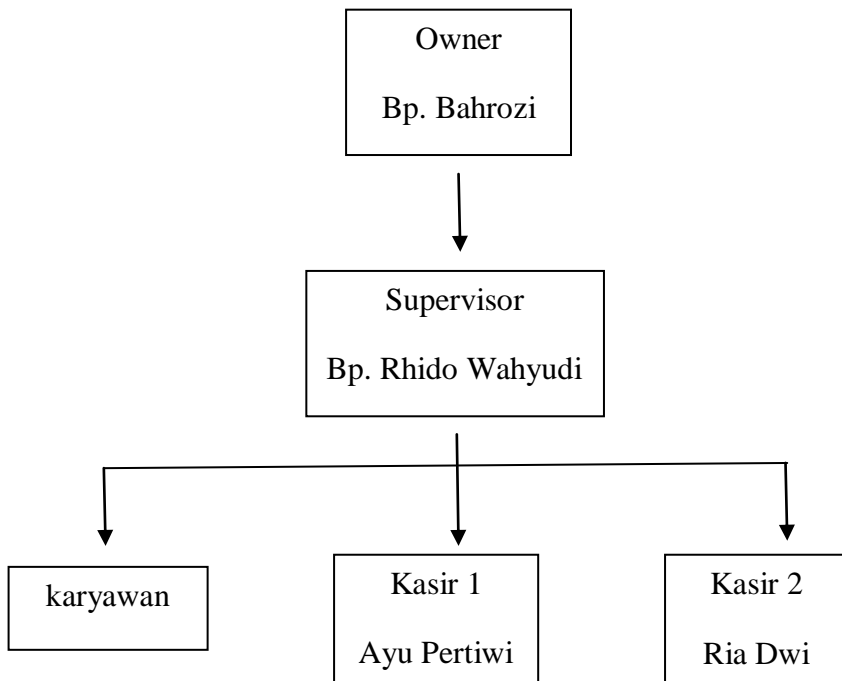 Owner
Bp. Bahrozi
Supervisor
Bp. Rhido Wahyudi
karyawan
Kasir 1
Ayu Pertiwi
Kasir 2
Ria Dwi